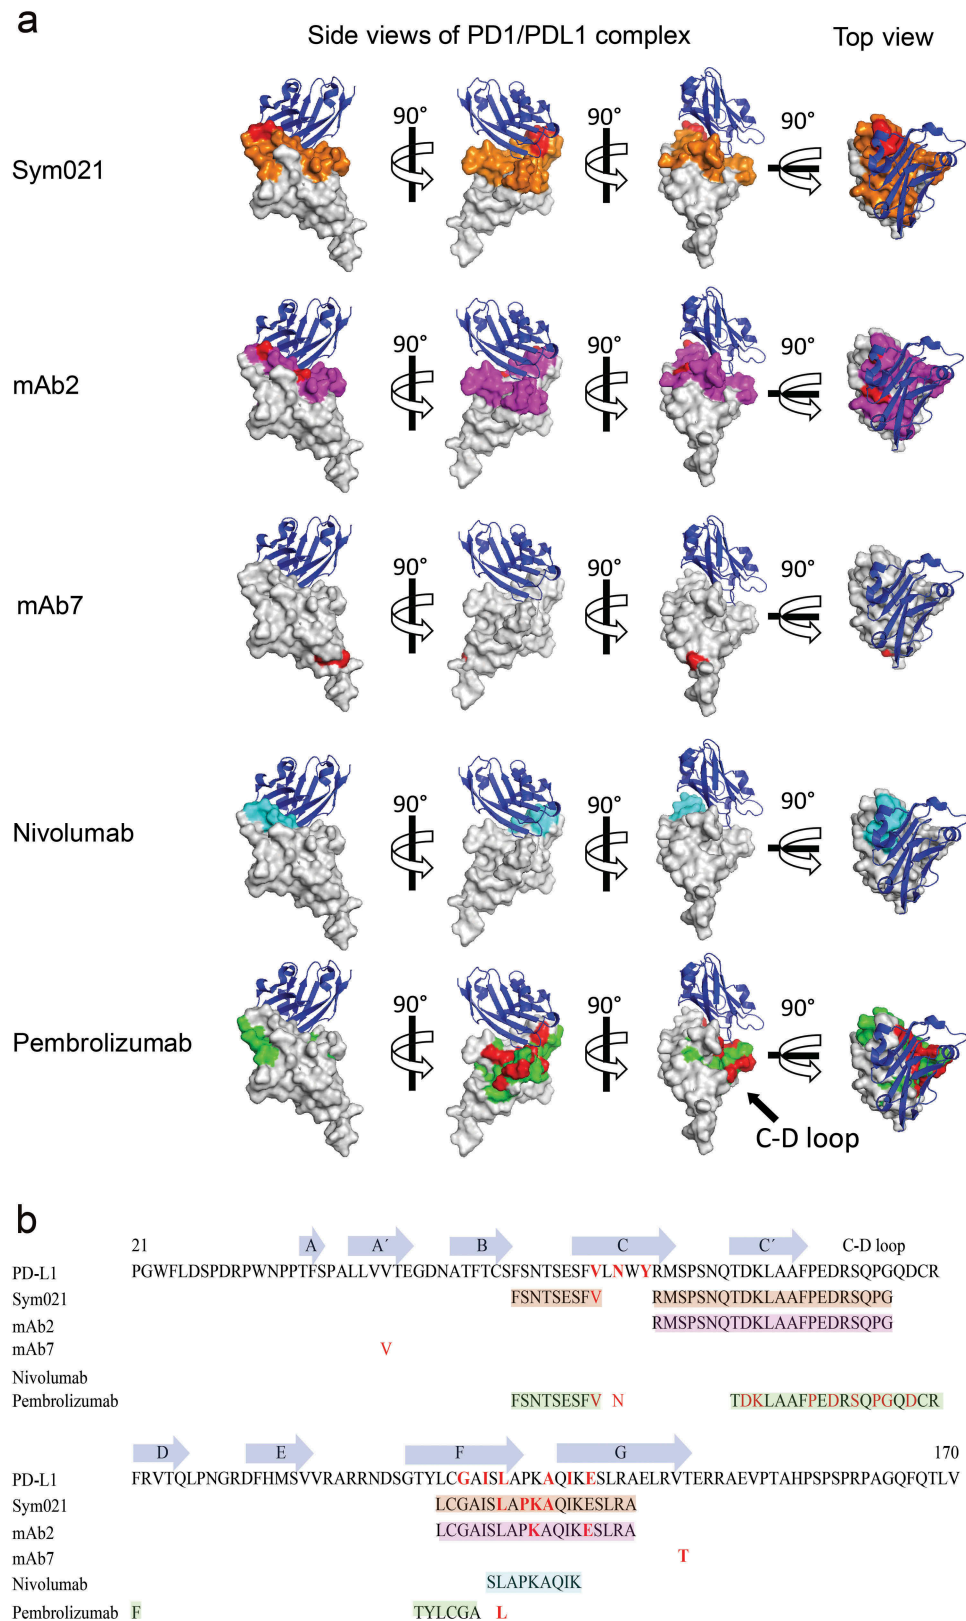 a
Side views of PD1/PDL1 complex Top view
Sym021 90° 90° 90°
mAb2 90° 90° 90°
mAb7 90° 90° 90°
Nivolumab 90° 90° 90°
Pembrolizumab 90° 90° 90°
C-D loop
b
21 A A´ B C C´ C-D loop
PD-L1 PGWFLDSPDRPWNPPTFSPALLVVTEGDNATFTCSFSNTSESFVLNWYRMSPSNQTDKLAAFPEDRSQPGQDCR
Sym021 FSNTSESFV RMSPSNQTDKLAAFPEDRSQPG
mAb2 RMSPSNQTDKLAAFPEDRSQPG
mAb7 V
Nivolumab
Pembrolizumab FSNTSESFV N TDKLAAFPEDRSQPGQDCR
D E F G 170
PD-L1 FRVTQLPNGRDFHMSVVRARRNDSGTYLCGAISLAPKAQIKESLRAELRVTERRAEVPTAHPSPSPRPAGQFQTLV
Sym021 LCGAISLAPKAQIKESLRA
mAb2 LCGAISLAPKAQIKESLRA
mAb7 T
Nivolumab SLAPKAQIK
Pembrolizumab F TYLCGA L